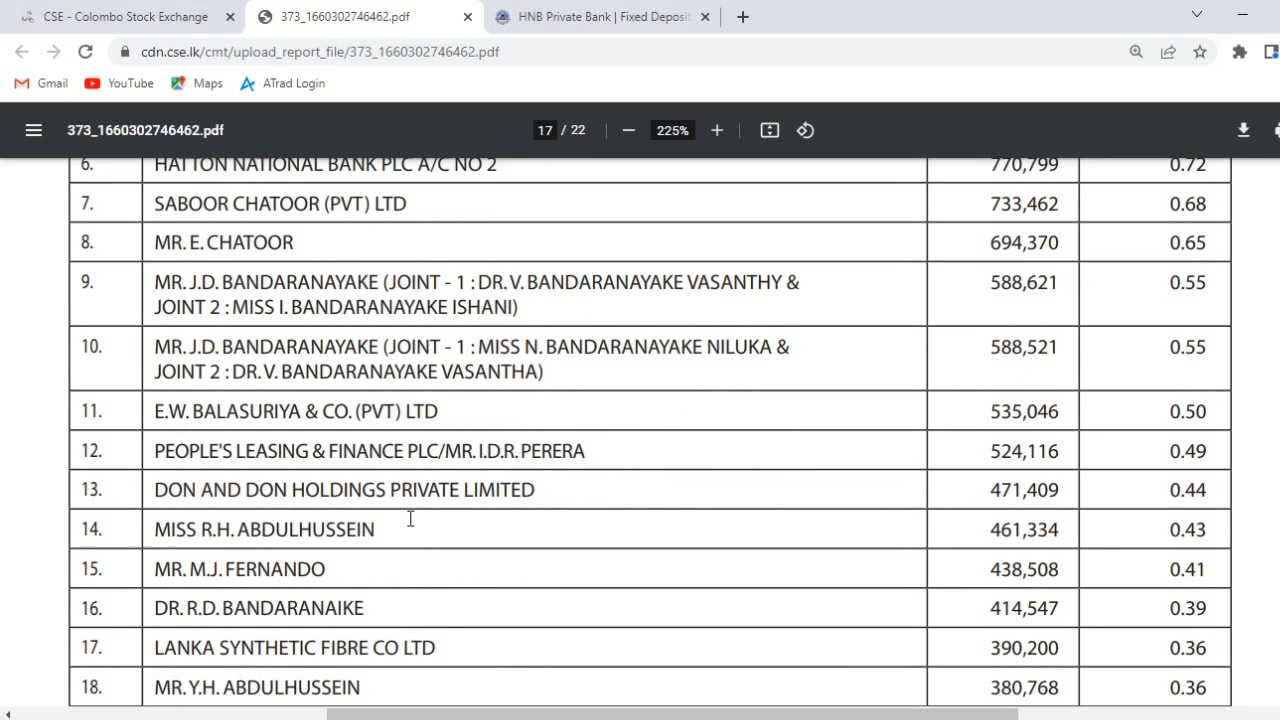 CSE - Colombo Stock Exchange
373_1660302746462.pdf
HNB Private Bank | Fixed Deposit
cdn.cse.lk/cmt/upload_report_file/373_1660302746462.pdf
Gmail YouTube Maps ATrad Login
373_1660302746462.pdf 17 / 22 225%
6. HATTON NATIONAL BANK PLC A/C NO 2 770,799 0.72
7. SABOOR CHATOOR (PVT) LTD 733,462 0.68
8. MR. E. CHATOOR 694,370 0.65
9. MR. J.D. BANDARANAYAKE (JOINT - 1 : DR. V. BANDARANAYAKE VASANTHY & 588,621 0.55
JOINT 2 : MISS I. BANDARANAYAKE ISHANI)
10. MR. J.D. BANDARANAYAKE (JOINT - 1 : MISS N. BANDARANAYAKE NILUKA & 588,521 0.55
JOINT 2 : DR. V. BANDARANAYAKE VASANTHA)
11. E.W. BALASURIYA & CO. (PVT) LTD 535,046 0.50
12. PEOPLE'S LEASING & FINANCE PLC/MR. I.D.R. PERERA 524,116 0.49
13. DON AND DON HOLDINGS PRIVATE LIMITED 471,409 0.44
14. MISS R.H. ABDULHUSSEIN 461,334 0.43
15. MR. M.J. FERNANDO 438,508 0.41
16. DR. R.D. BANDARANAIKE 414,547 0.39
17. LANKA SYNTHETIC FIBRE CO LTD 390,200 0.36
18. MR. Y.H. ABDULHUSSEIN 380,768 0.36